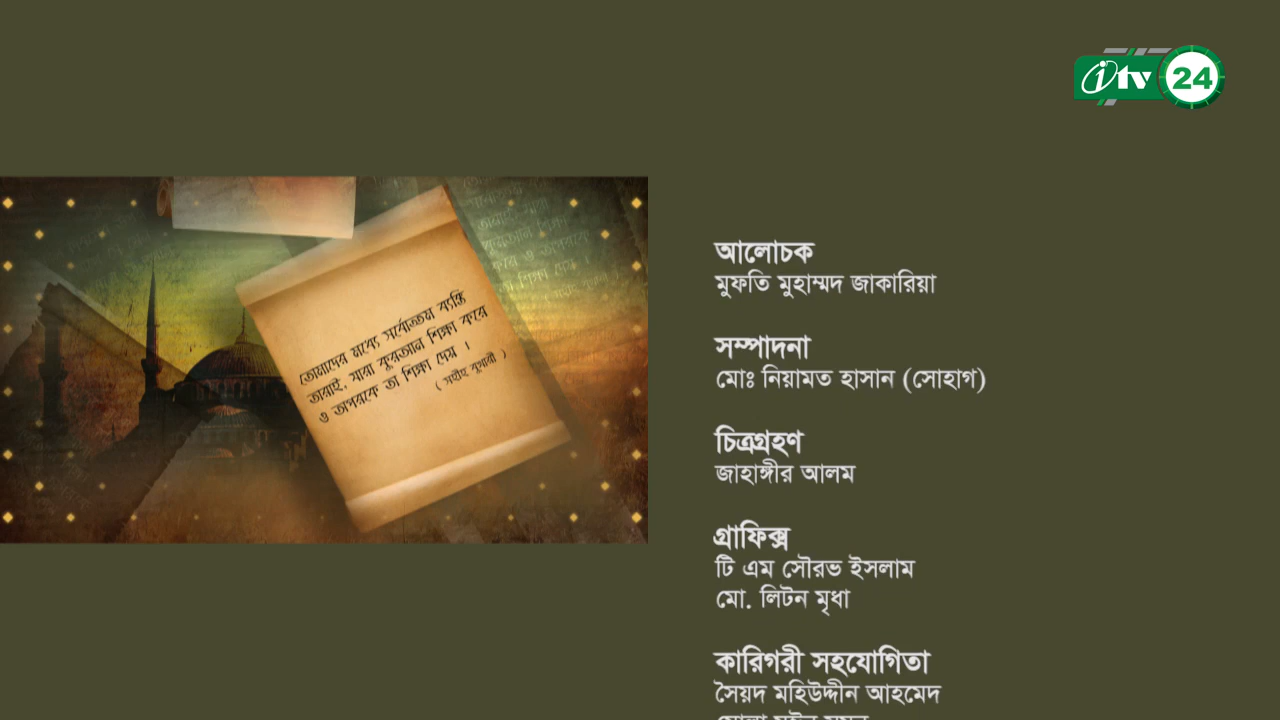 itv 24
তোমাদের মধ্যে সর্বোত্তম ব্যক্তি
তারাই, যারা কুরআন শিক্ষা করে
ও অপরকে তা শিক্ষা দেয় ।
( সহীহ বুখারী )
আলোচক
মুফতি মুহাম্মদ জাকারিয়া
সম্পাদনা
মোঃ নিয়ামত হাসান (সোহাগ)
চিত্রগ্রহণ
জাহাঙ্গীর আলম
গ্রাফিক্স
টি এম সৌরভ ইসলাম
মো. লিটন মৃধা
কারিগরী সহযোগিতা
সৈয়দ মহিউদ্দীন আহমেদ